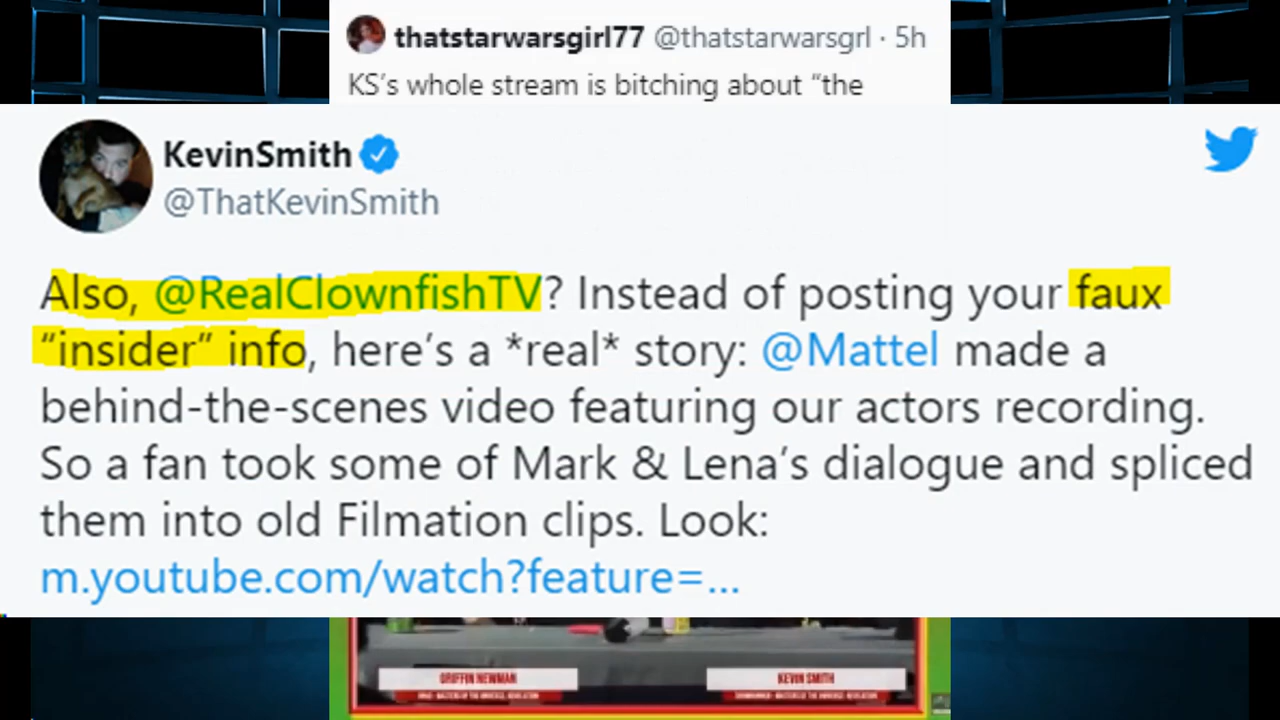 thatstarwarsgirl77 @thatstarwarsgrl · 5h
KS's whole stream is bitching about “the
KevinSmith
@ThatKevinSmith
Also, @RealClownfishTV? Instead of posting your faux
“insider” info, here's a *real* story: @Mattel made a
behind-the-scenes video featuring our actors recording.
So a fan took some of Mark & Lena's dialogue and spliced
them into old Filmation clips. Look:
m.youtube.com/watch?feature=...
GRIFFIN NEWMAN
KEVIN SMITH